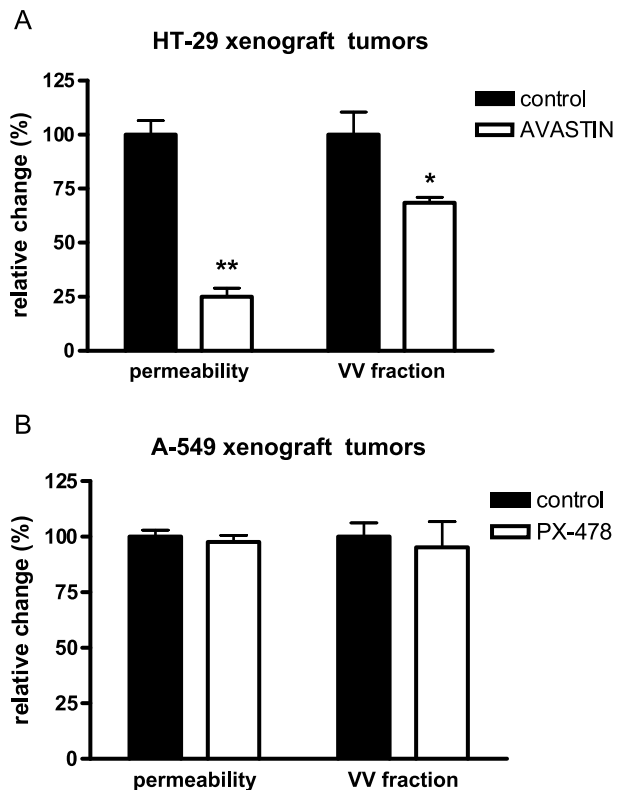 A
HT-29 xenograft tumors
relative change (%)
125
100
75
50
25
0
control
AVASTIN
**
*
permeability
VV fraction
B
A-549 xenograft tumors
relative change (%)
125
100
75
50
25
0
control
PX-478
permeability
VV fraction